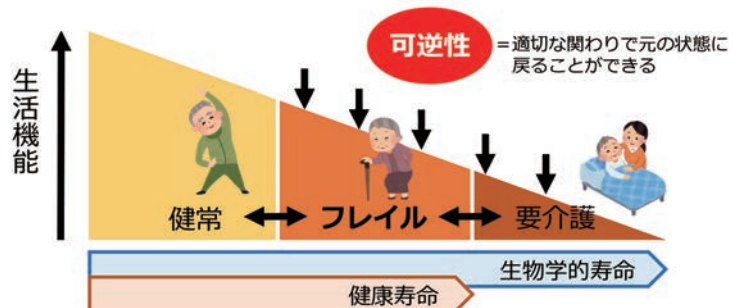 可逆性
=適切な関わりで元の状態に
戻ることができる
生活機能
健常
フレイル
要介護
生物学的寿命
健康寿命